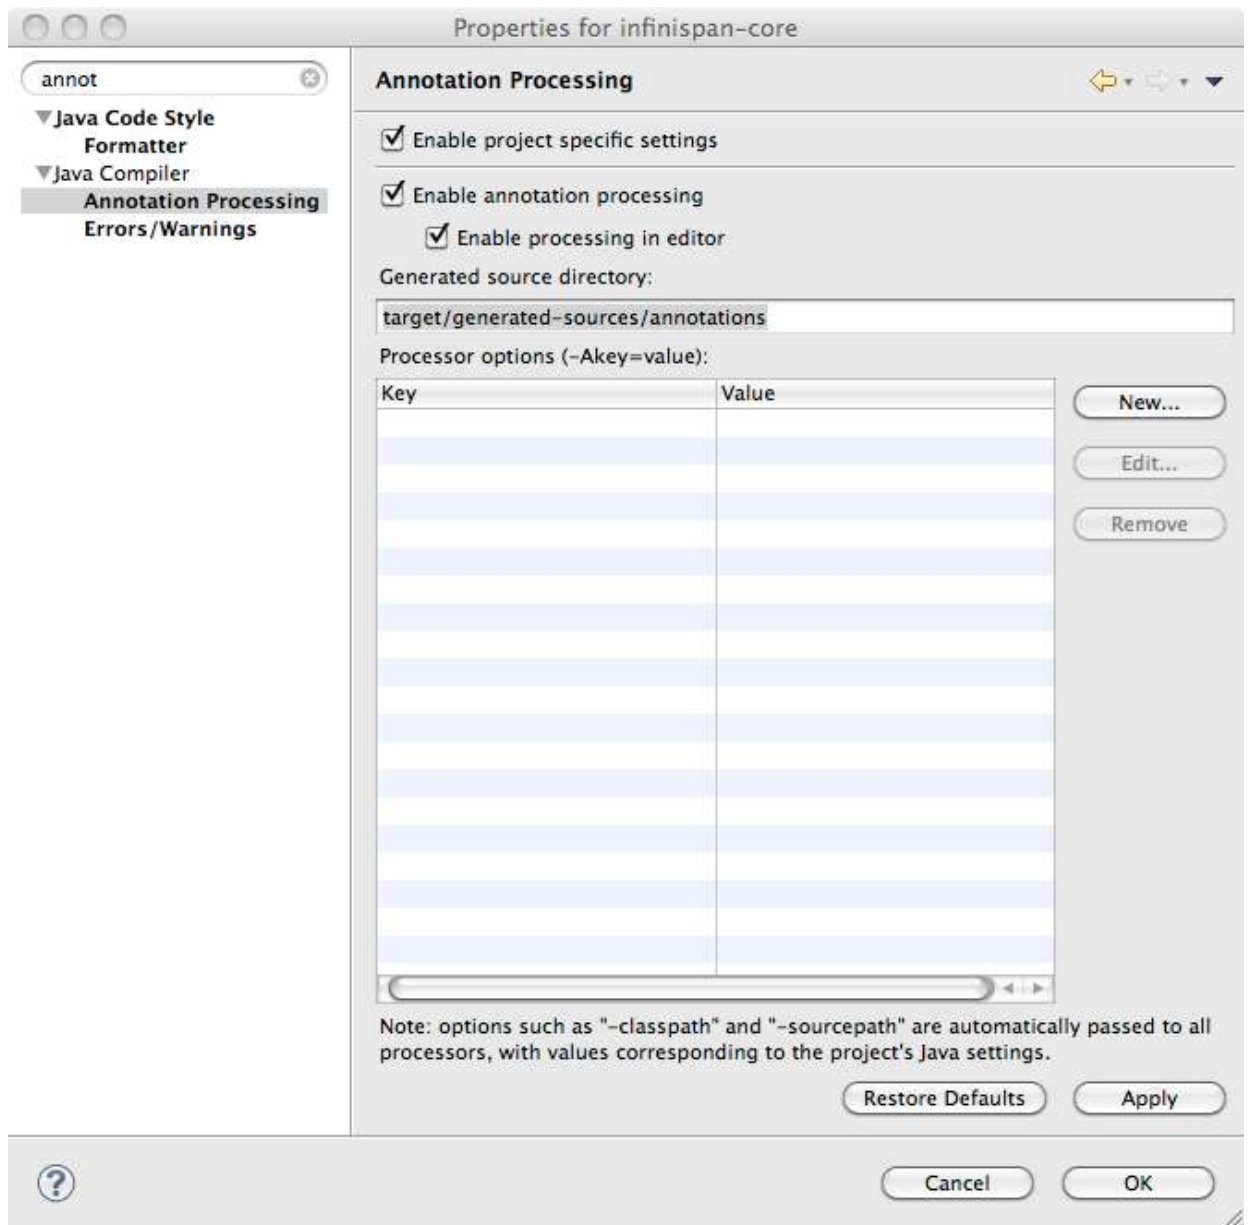 Properties for infinispan-core
annot
Java Code Style
Formatter
Java Compiler
Annotation Processing
Errors/Warnings
Annotation Processing
Enable project specific settings
Enable annotation processing
Enable processing in editor
Generated source directory:
target/generated-sources/annotations
Processor options (-Akey=value):
Key Value
New...
Edit...
Remove
Note: options such as "-classpath" and "-sourcepath" are automatically passed to all
processors, with values corresponding to the project's Java settings.
Restore Defaults Apply
? Cancel OK